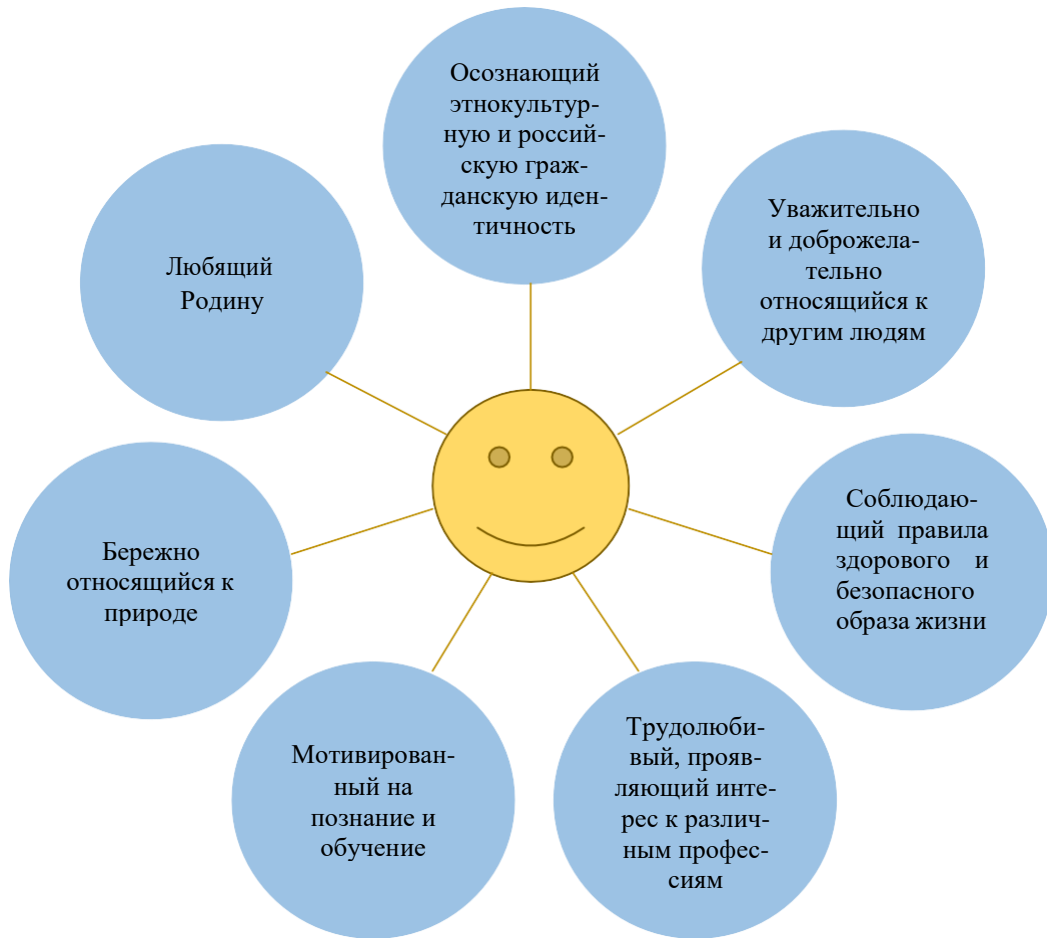 Осознающий
этнокультур-
ную и россий-
скую граж-
данскую иден-
тичность
Уважительно
и доброжела-
тельно
относящийся к
другим людям
Любящий
Родину
Соблюдаю-
щий правила
здорового и
безопасного
образа жизни
Бережно
относящийся к
природе
Трудолюби-
вый, прояв-
ляющий инте-
рес к различ-
ным профес-
сиям
Мотивирован-
ный на
познание и
обучение